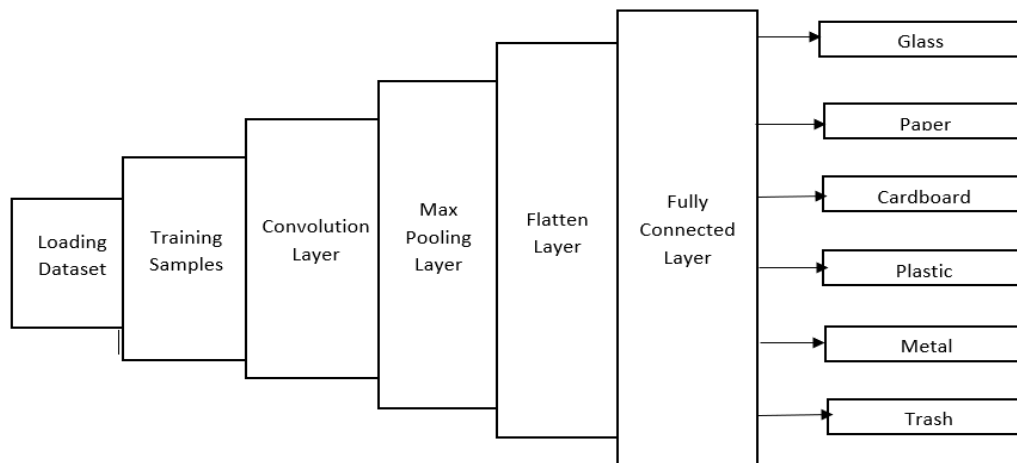 Loading
Dataset
Training
Samples
Convolution
Layer
Max
Pooling
Layer
Flatten
Layer
Fully
Connected
Layer
Glass
Paper
Cardboard
Plastic
Metal
Trash